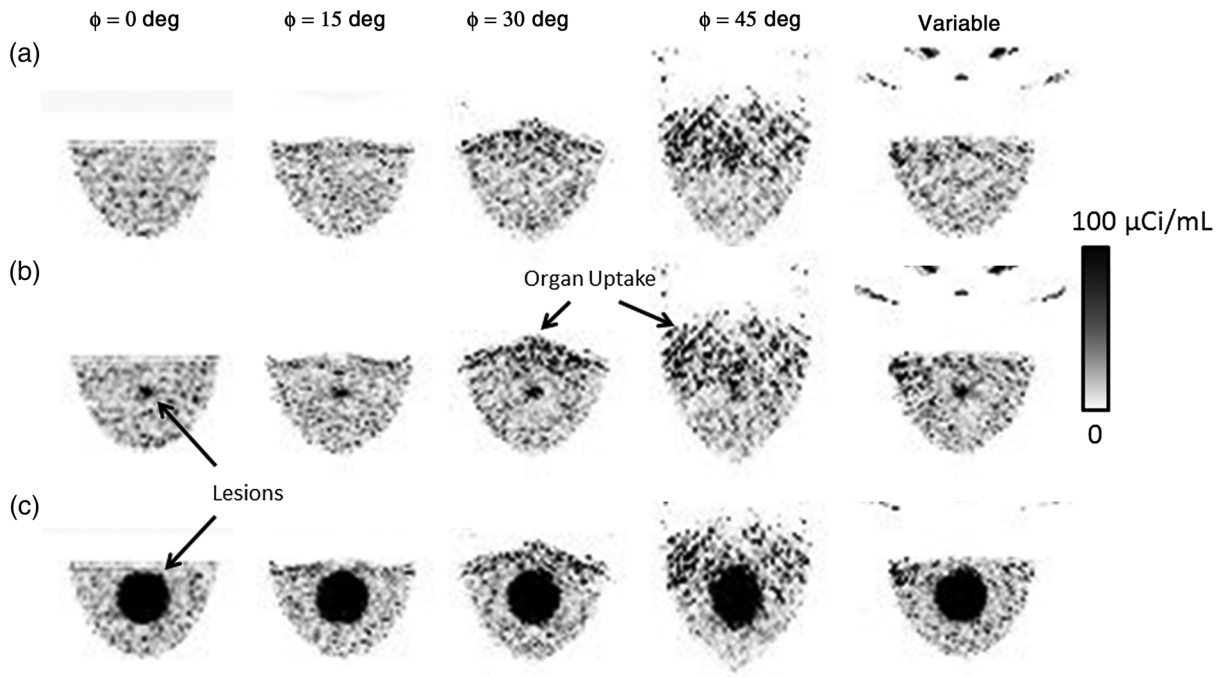 ϕ = 0 deg ϕ = 15 deg ϕ = 30 deg ϕ = 45 deg Variable
(a)
100 μCi/mL
(b)
Organ Uptake
0
Lesions
(c)